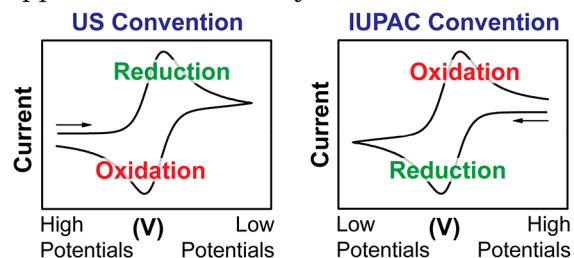 US Convention
Current
Reduction
Oxidation
High Potentials
(V)
Low Potentials
IUPAC Convention
Current
Oxidation
Reduction
Low Potentials
(V)
High Potentials